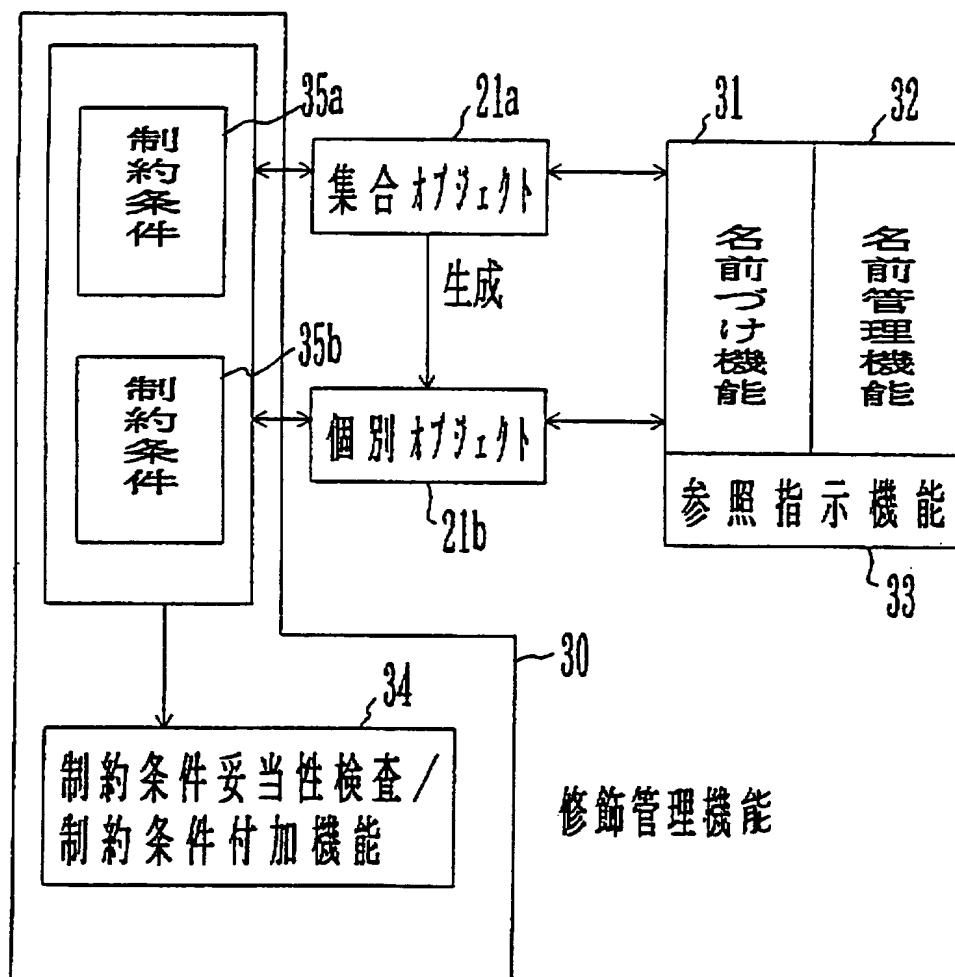 35a
制約条件
21a
集合オブジェクト
31
32
名前づけ機能
名前管理機能
生成
35b
制約条件
個別オブジェクト
21b
参照指示機能
33
30
34
制約条件妥当性検査/
制約条件付加機能
修飾管理機能